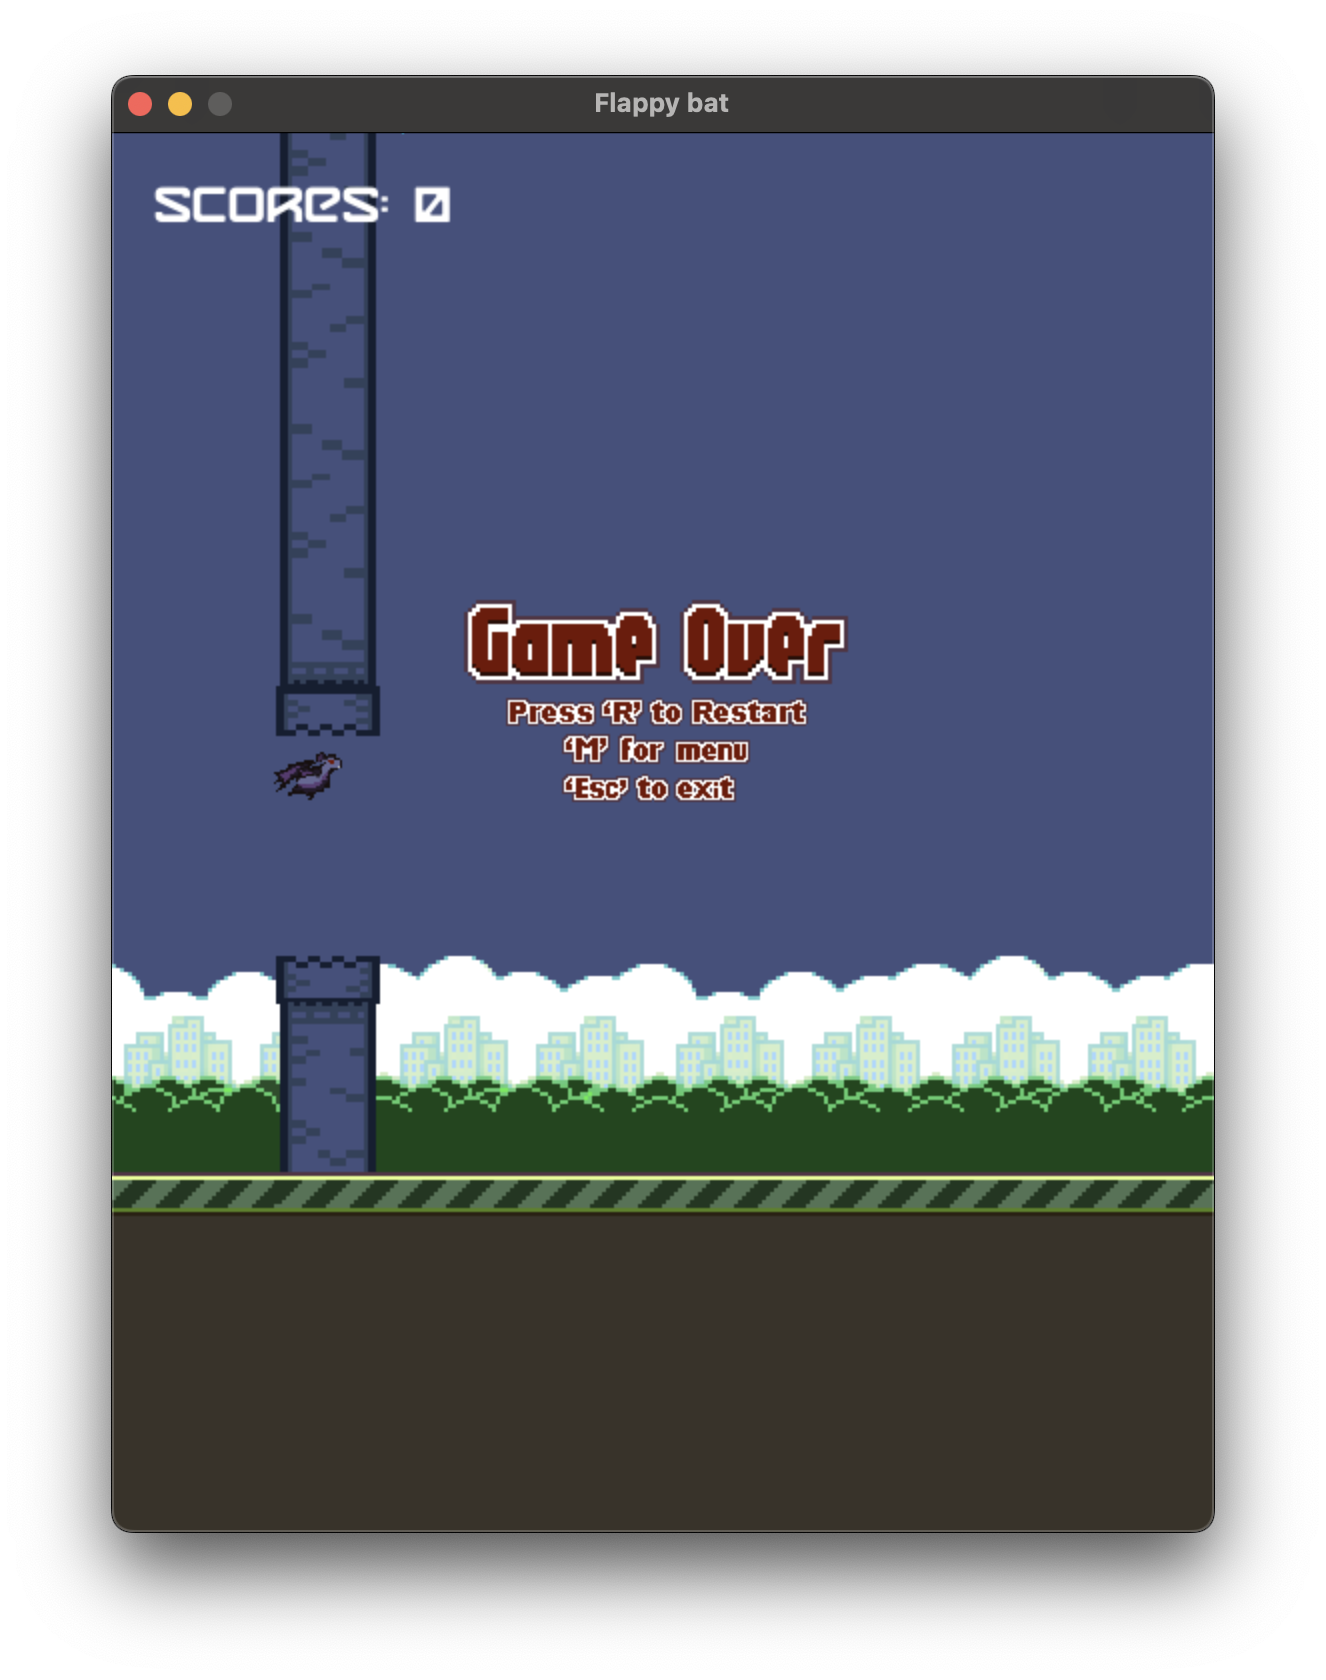 Flappy bat
SCORES: 0
Game Over
Press ‘R’ to Restart
‘M’ for menu
‘Esc’ to exit